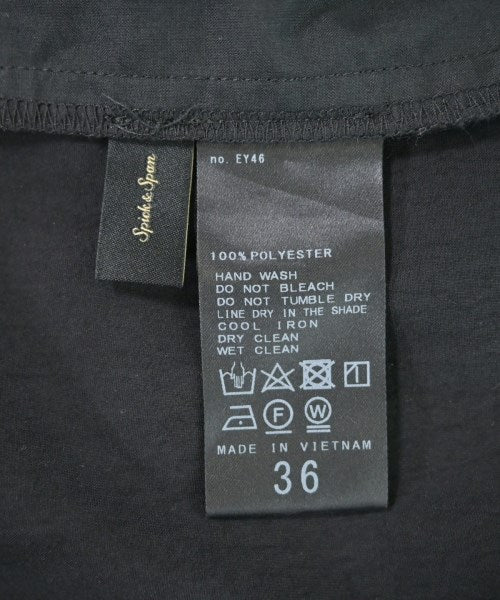 Spick & Span
no. EY46
100% POLYESTER
HAND WASH
DO NOT BLEACH
DO NOT TUMBLE DRY
LINE DRY IN THE SHADE
COOL IRON
DRY CLEAN
WET CLEAN
F W
MADE IN VIETNAM
36